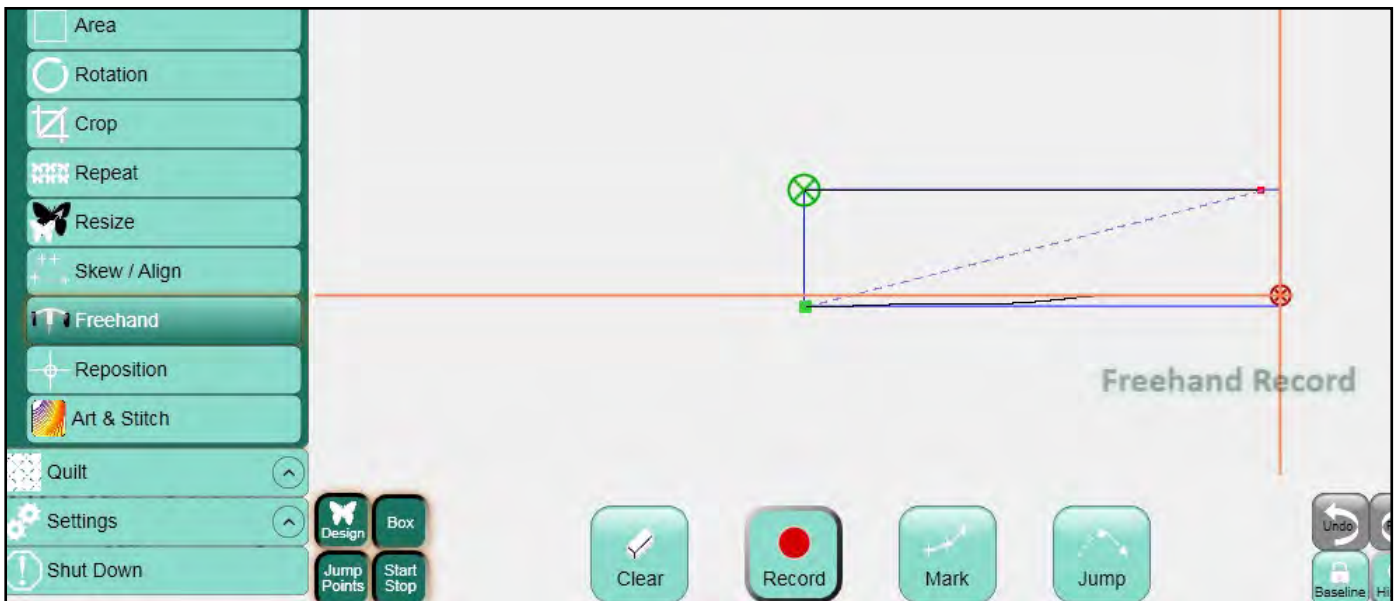 Area
Rotation
Crop
Repeat
Resize
Skew / Align
Freehand
Reposition
Art & Stitch
Quilt
Settings
Shut Down
Freehand Record
Design
Box
Jump
Points
Start
Stop
Clear
Record
Mark
Jump
Undo
Baseline